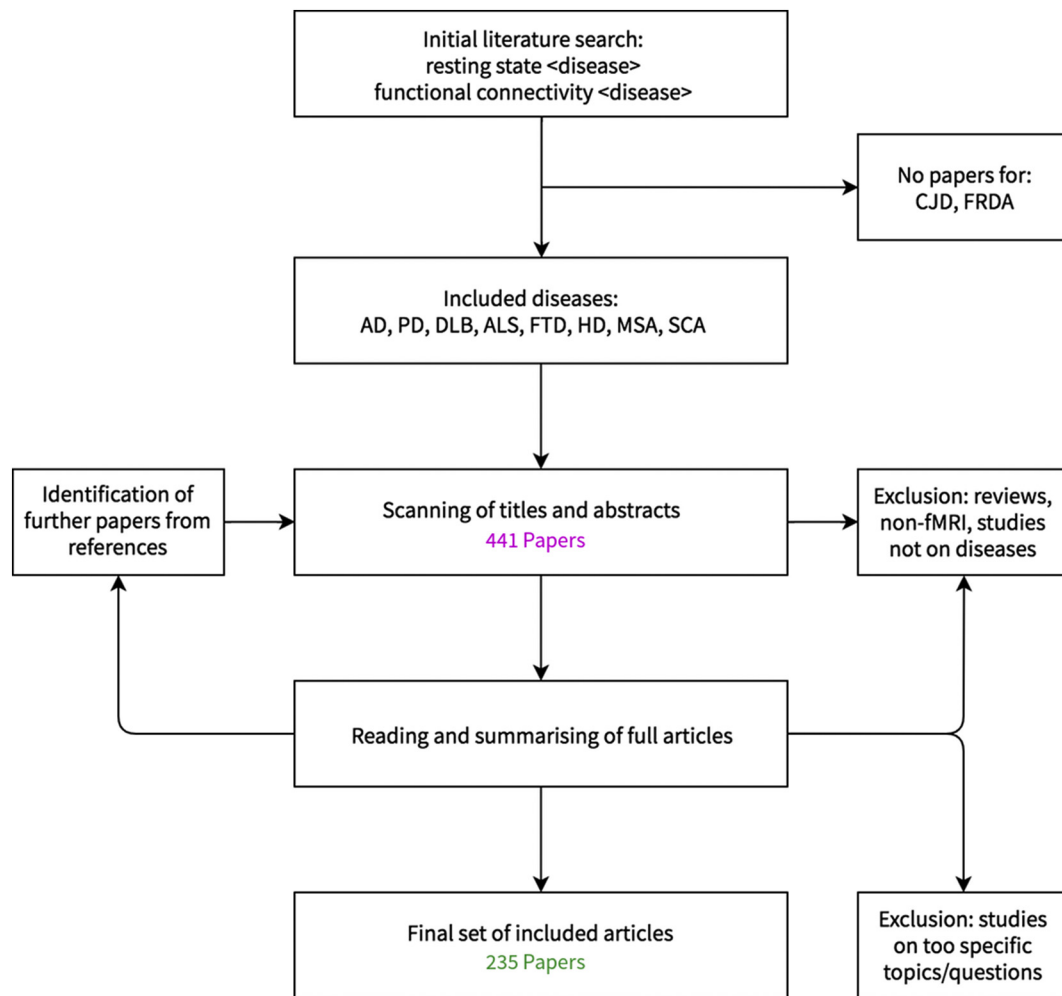 Initial literature search:
resting state <disease>
functional connectivity <disease>
No papers for:
CJD, FRDA
Included diseases:
AD, PD, DLB, ALS, FTD, HD, MSA, SCA
Identification of
further papers from
references
Scanning of titles and abstracts
441 Papers
Exclusion: reviews,
non-fMRI, studies
not on diseases
Reading and summarising of full articles
Final set of included articles
235 Papers
Exclusion: studies
on too specific
topics/questions